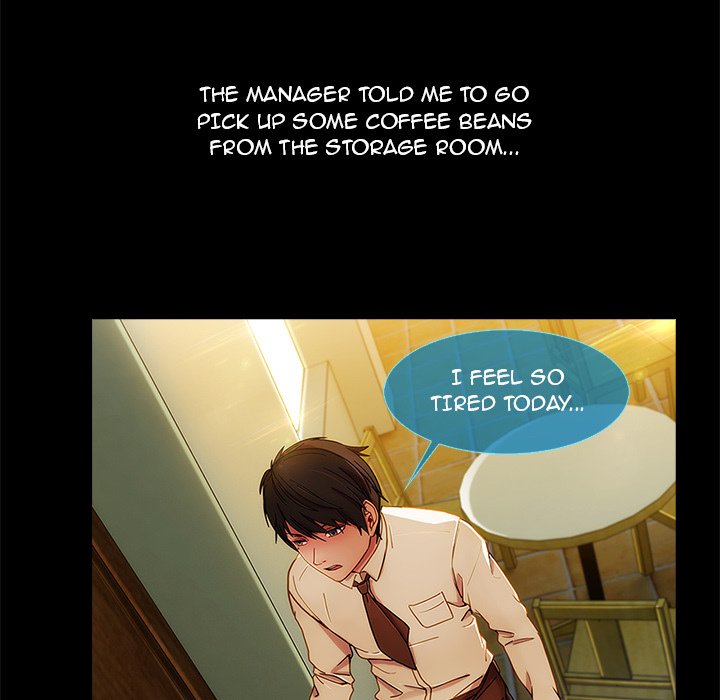 THE MANAGER TOLD ME TO GO
PICK UP SOME COFFEE BEANS
FROM THE STORAGE ROOM...
I FEEL SO
TIRED TODAY...